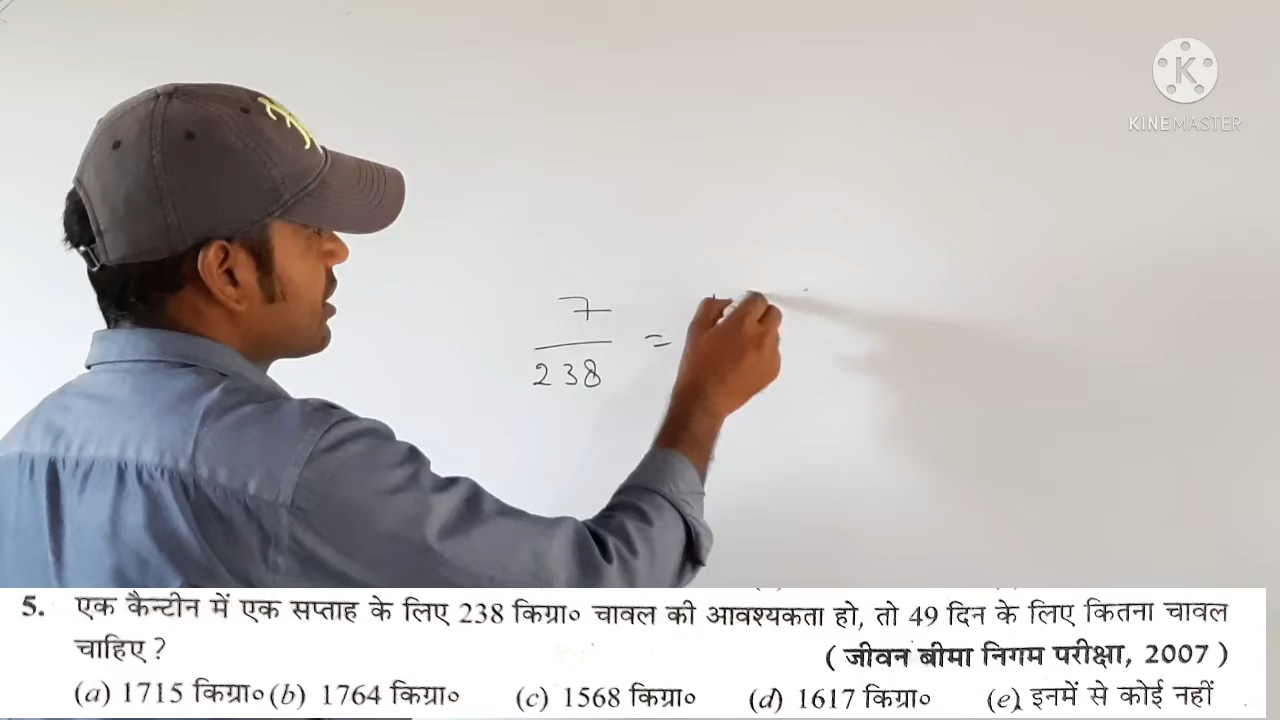 KINEMASTER
7
238 =
5. एक कैन्टीन में एक सप्ताह के लिए 238 किग्रा० चावल की आवश्यकता हो, तो 49 दिन के लिए कितना चावल
चाहिए ?
( जीवन बीमा निगम परीक्षा, 2007 )
(a) 1715 किग्रा० (b) 1764 किग्रा० (c) 1568 किग्रा० (d) 1617 किग्रा० (e) इनमें से कोई नहीं